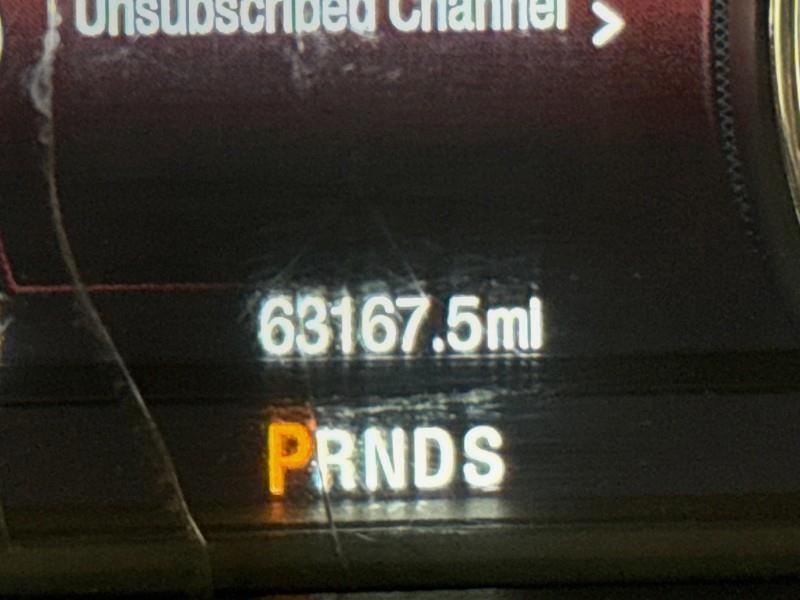 Unsubscribed Channel >
63167.5mi
PRNDS